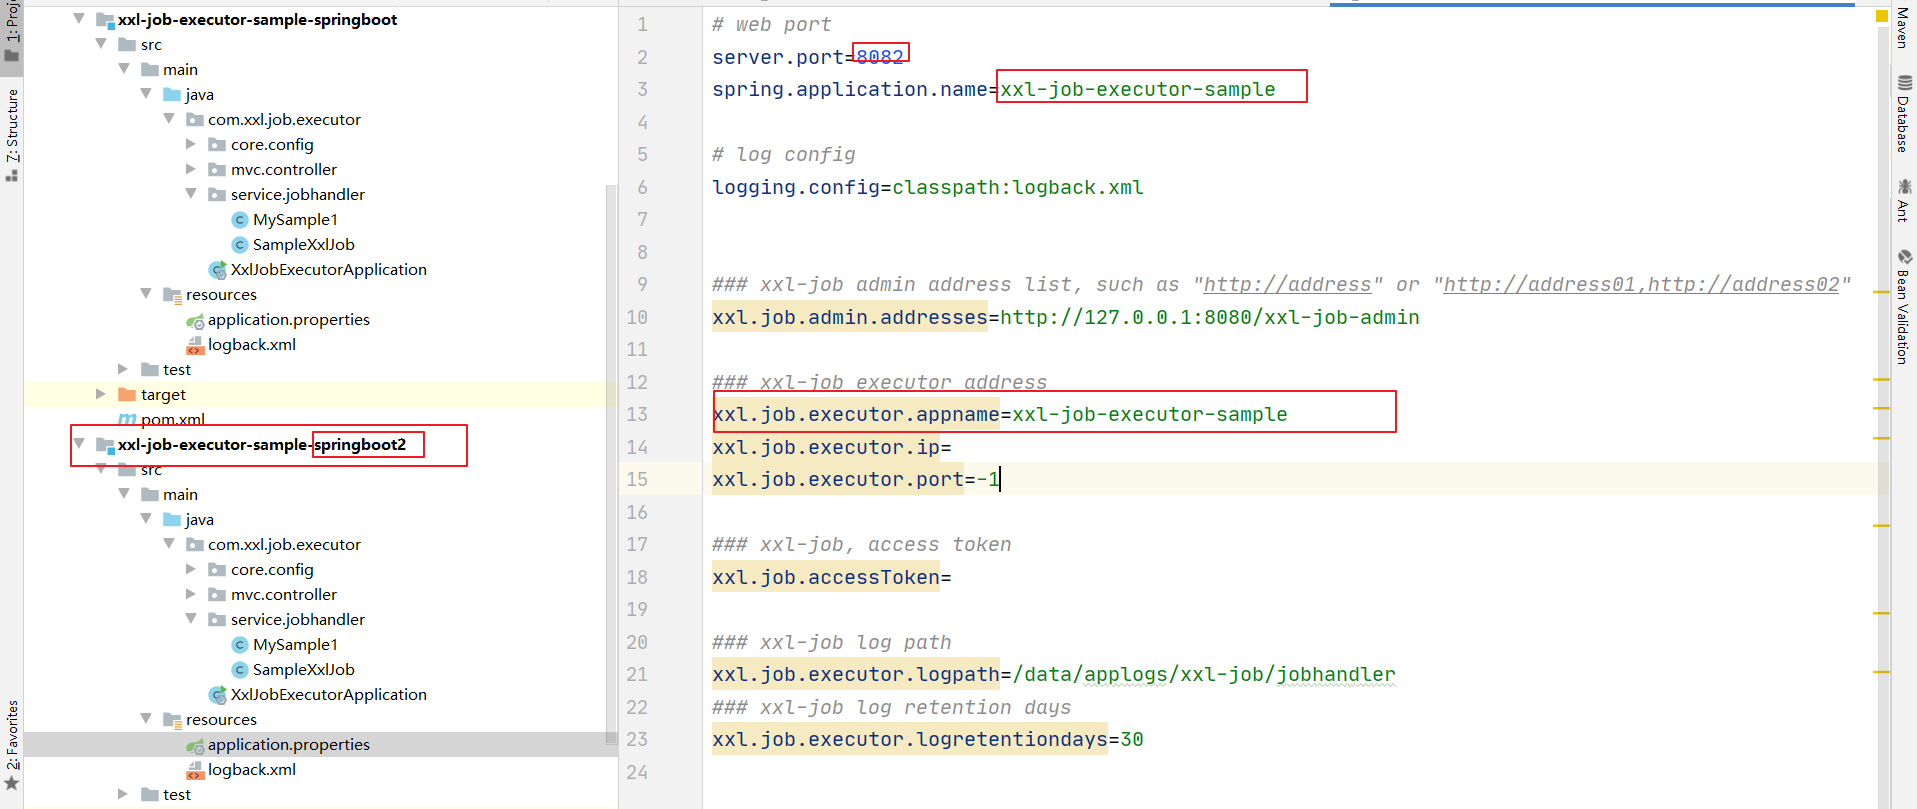 1: Proje
7: Structure
2: Favorites
xxl-job-executor-sample-springboot
src
main
java
com.xxl.job.executor
core.config
mvc.controller
service.jobhandler
MySample1
SampleXxlJob
XxlJobExecutorApplication
resources
application.properties
logback.xml
test
target
pom.xml
xxl-job-executor-sample-springboot2
src
main
java
com.xxl.job.executor
core.config
mvc.controller
service.jobhandler
MySample1
SampleXxlJob
XxlJobExecutorApplication
resources
application.properties
logback.xml
test
1 # web port
2 server.port=8082
3 spring.application.name=xxl-job-executor-sample
4
5 # log config
6 logging.config=classpath:logback.xml
7
8
9 ### xxl-job admin address list, such as "http://address" or "http://address01,http://address02"
10 xxl.job.admin.addresses=http://127.0.0.1:8080/xxl-job-admin
11
12 ### xxl-job executor address
13 xxl.job.executor.appname=xxl-job-executor-sample
14 xxl.job.executor.ip=
15 xxl.job.executor.port=-1
16
17 ### xxl-job, access token
18 xxl.job.accessToken=
19
20 ### xxl-job log path
21 xxl.job.executor.logpath=/data/applogs/xxl-job/jobhandler
22 ### xxl-job log retention days
23 xxl.job.executor.logretentiondays=30
24
Maven
Database
Ant
Bean Validation